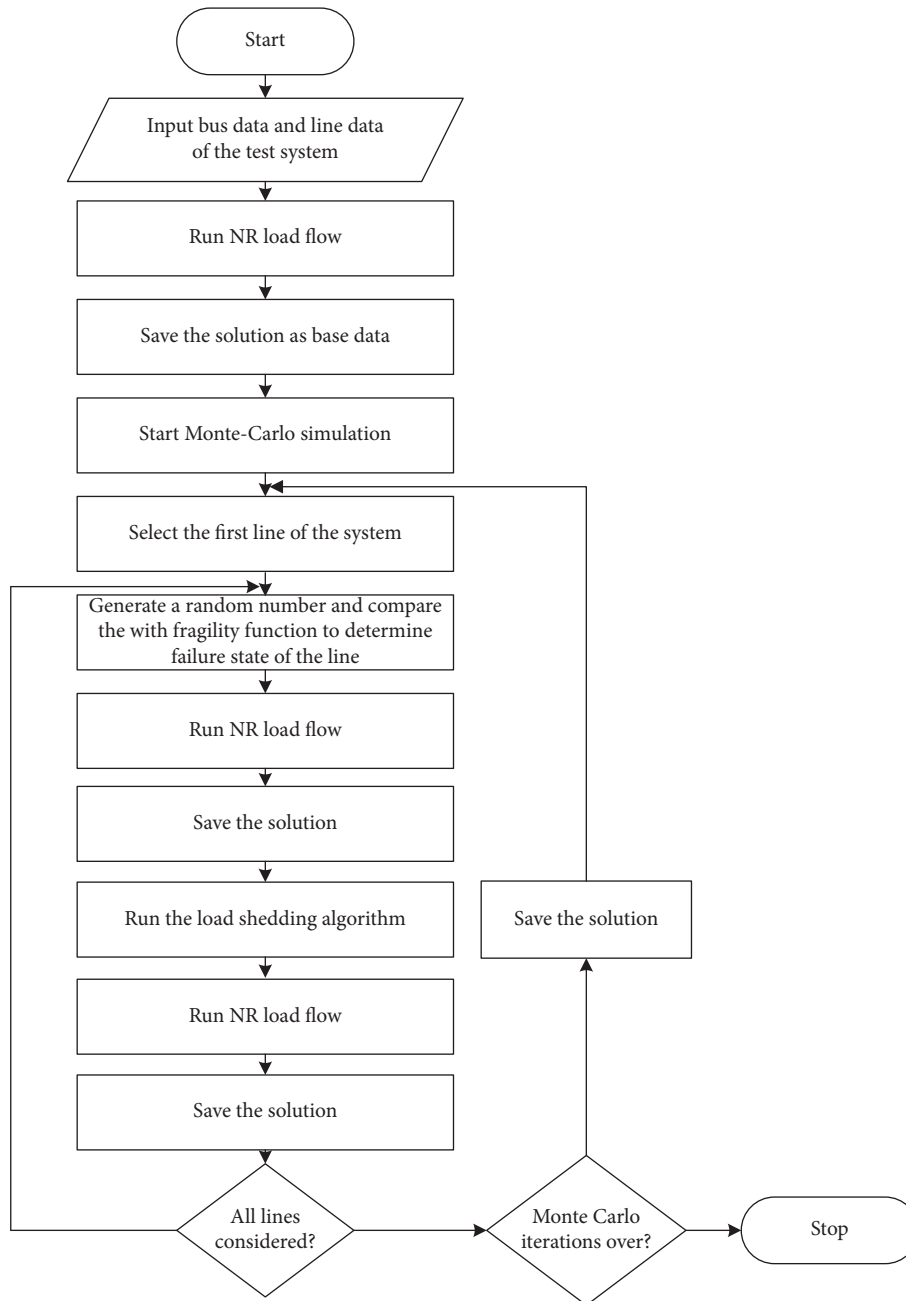 Start
Input bus data and line data
of the test system
Run NR load flow
Save the solution as base data
Start Monte-Carlo simulation
Select the first line of the system
Generate a random number and compare
the with fragility function to determine
failure state of the line
Run NR load flow
Save the solution
Run the load shedding algorithm
Save the solution
Run NR load flow
Save the solution
All lines
considered?
Monte Carlo
iterations over?
Stop